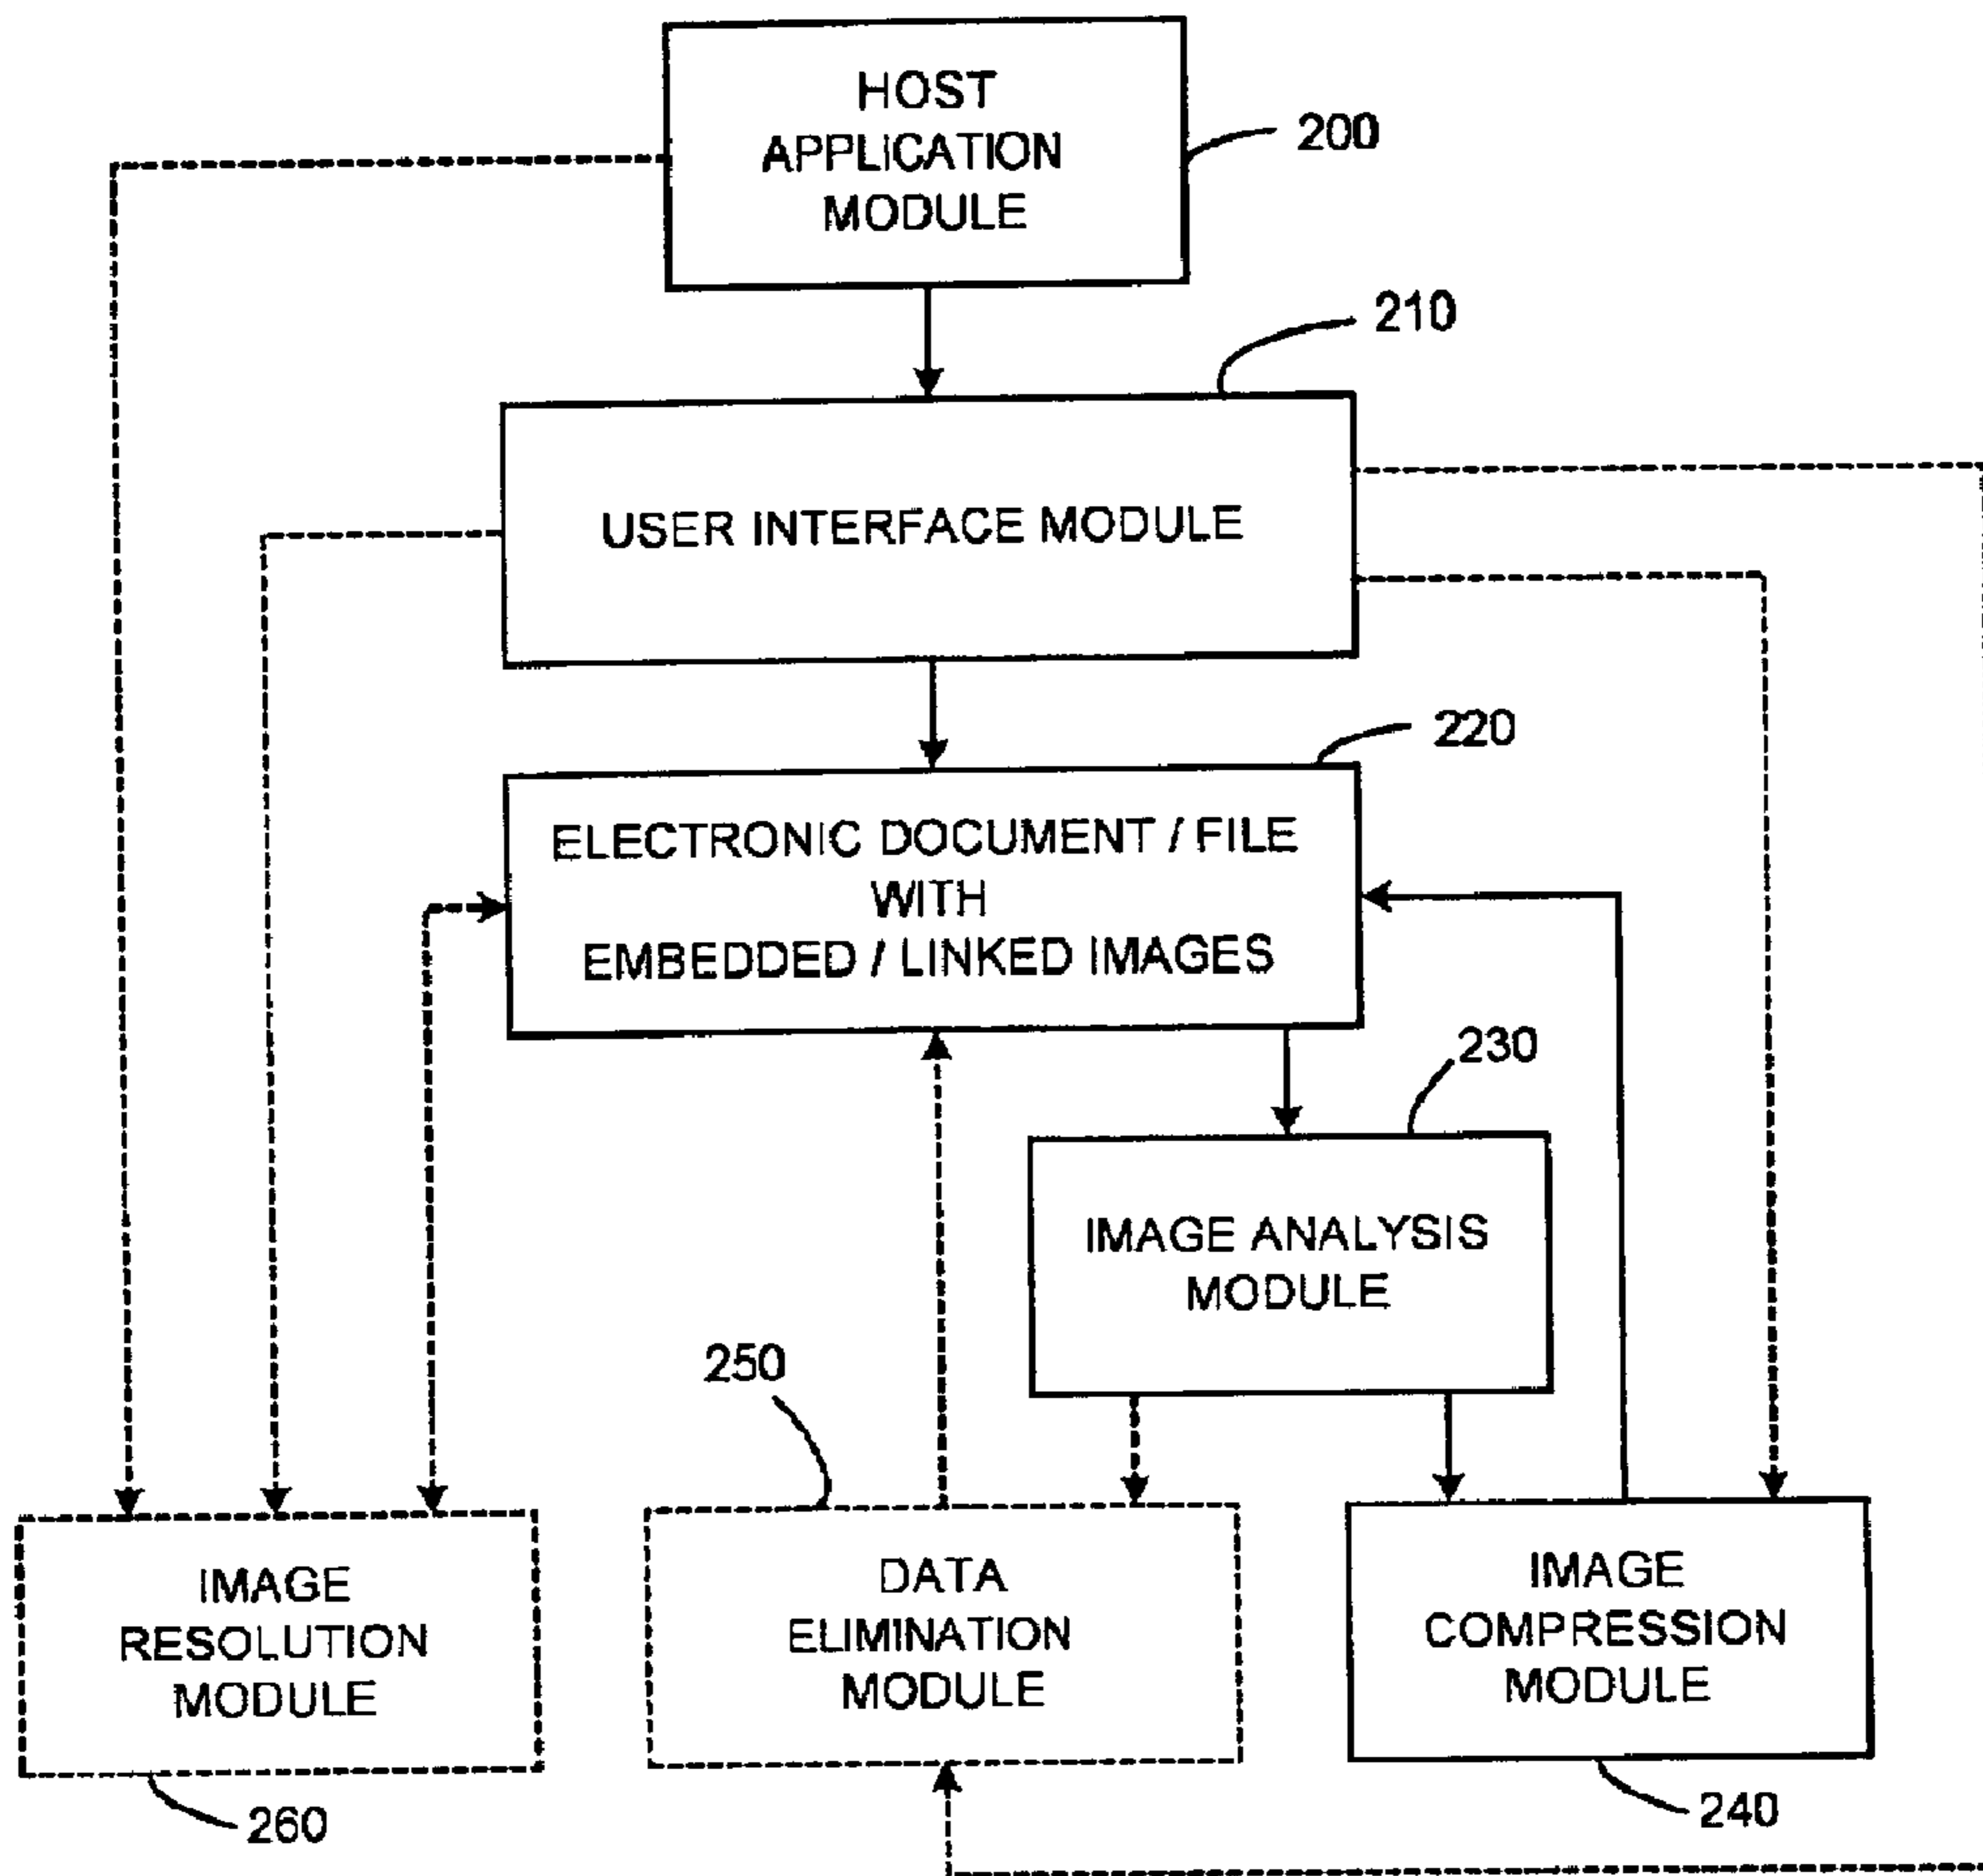 HOST
APPLICATION
MODULE
200
210
USER INTERFACE MODULE
220
ELECTRONIC DOCUMENT / FILE
WITH
EMBEDDED / LINKED IMAGES
230
IMAGE ANALYSIS
MODULE
250
IMAGE
RESOLUTION
MODULE
DATA
ELIMINATION
MODULE
IMAGE
COMPRESSION
MODULE
260
240